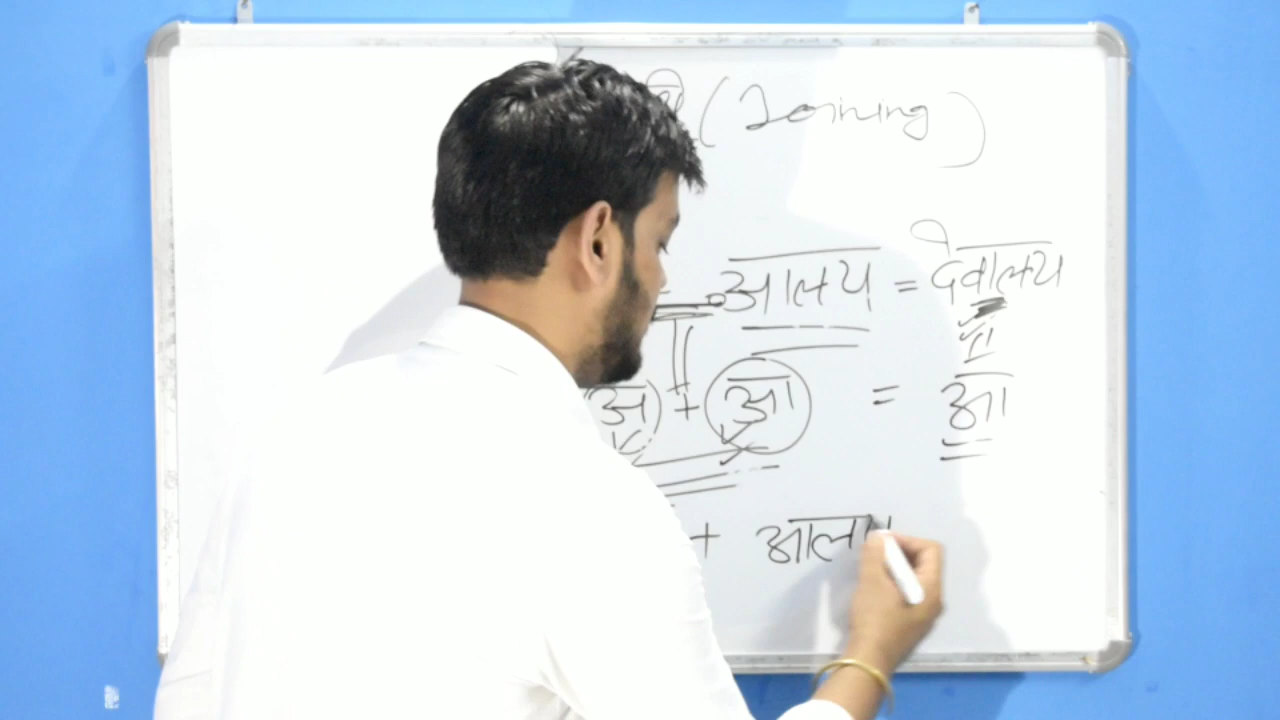 (Joining)
आलय = देवालय
ा
अ + आ = आ
+ आलय